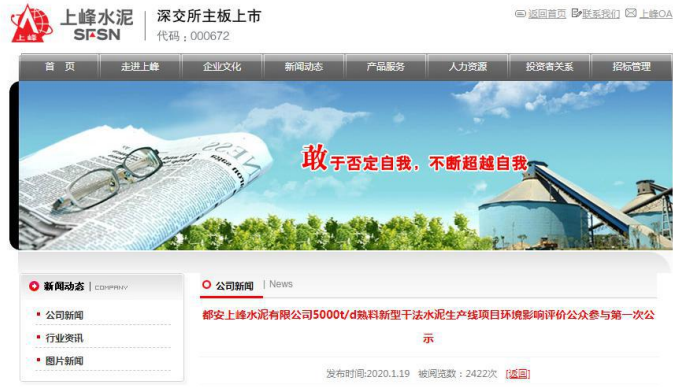 上峰水泥 深交所主板上市
SFSN 代码：000672
返回首页 联系我们 上峰OA
上峰
首 页 走进上峰 企业文化 新闻动态 产品服务 人力资源 投资者关系 招标管理
敢于否定自我，不断超越自我
新闻动态 | COMPANY
公司新闻
行业资讯
图片新闻
公司新闻 | News
都安上峰水泥有限公司5000t/d熟料新型干法水泥生产线项目环境影响评价公众参与第一次公
示
发布时间:2020.1.19 被阅览数：2422次 [返回]